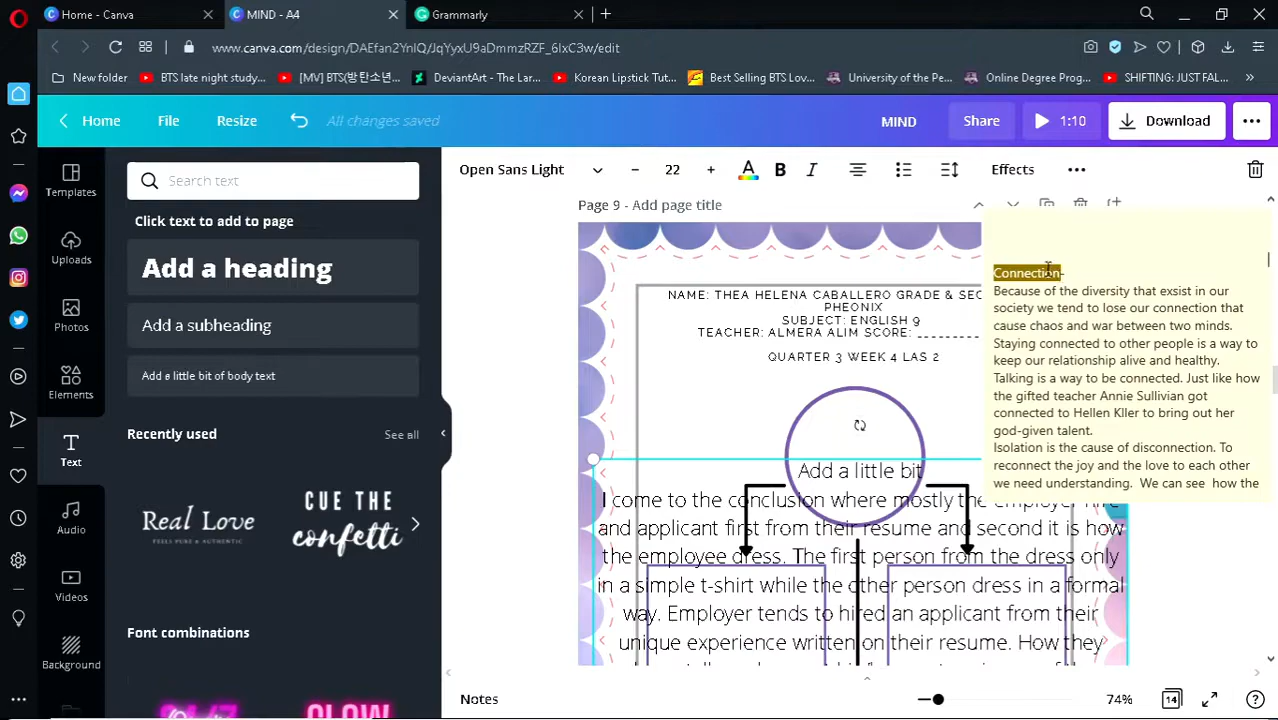 Home - Canva
MIND - A4
Grammarly
www.canva.com/design/DAEfan2YnIQ/JqYyxU9aDmmzRZF_6IxC3w/edit
New folder
BTS late night study...
[MV] BTS(방탄소년...
DeviantArt - The Lar...
Korean Lipstick Tut...
Best Selling BTS Lov...
University of the Pe...
Online Degree Prog...
SHIFTING: JUST FAL...
Home
File
Resize
All changes saved
MIND
Share
1:10
Download
Templates
Uploads
Photos
Elements
Text
Audio
Videos
Background
Search text
Click text to add to page
Add a heading
Add a subheading
Add a little bit of body text
Recently used
See all
Real Love
FEELS PURE & AUTHENTIC
CUE THE
confetti
Font combinations
GLOW
Open Sans Light
22
A
B
I
Effects
Page 9 - Add page title
NAME: THEA HELENA CABALLERO GRADE & SEC
PHEONIX
SUBJECT: ENGLISH 9
TEACHER: ALMERA ALIM SCORE: _________
QUARTER 3 WEEK 4 LAS 2
Add a little bit
I come to the conclusion where mostly the employer hire
and applicant first from their resume and second it is how
the employee dress. The first person from the dress only
in a simple t-shirt while the other person dress in a formal
way. Employer tends to hired an applicant from their
unique experience written on their resume. How they
Connection-
Because of the diversity that exsist in our
society we tend to lose our connection that
cause chaos and war between two minds.
Staying connected to other people is a way to
keep our relationship alive and healthy.
Talking is a way to be connected. Just like how
the gifted teacher Annie Sullivian got
connected to Hellen Kller to bring out her
god-given talent.
Isolation is the cause of disconnection. To
reconnect the joy and the love to each other
we need understanding.  We can see  how the
Notes
74%
14